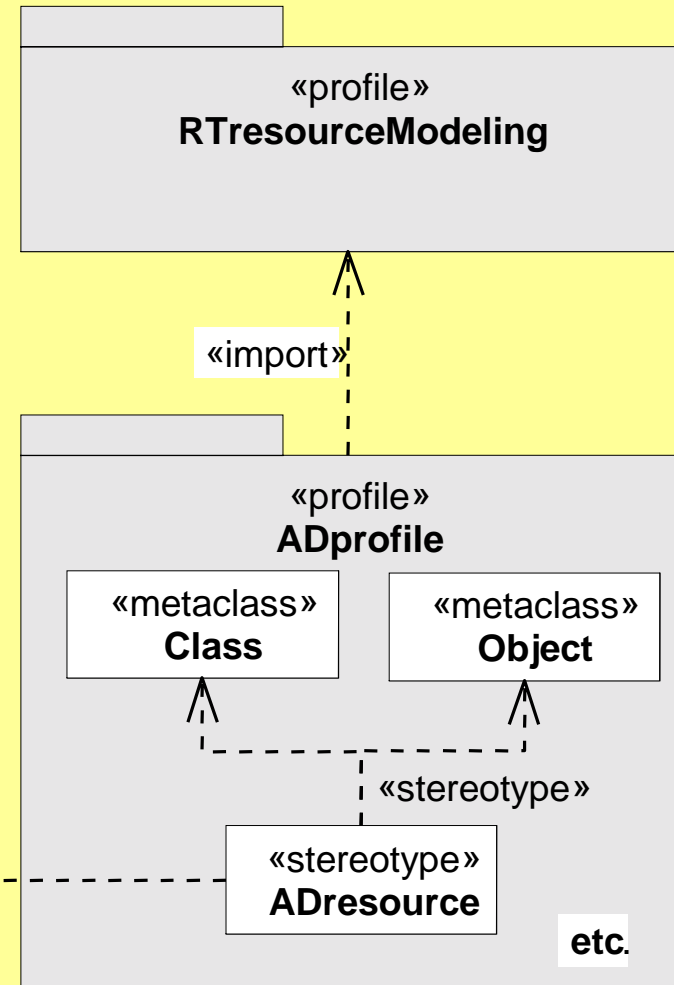 «profile»
RTresourceModeling
«import»
«profile»
ADprofile
«metaclass»
Class
«metaclass»
Object
«stereotype»
«stereotype»
ADresource
etc.